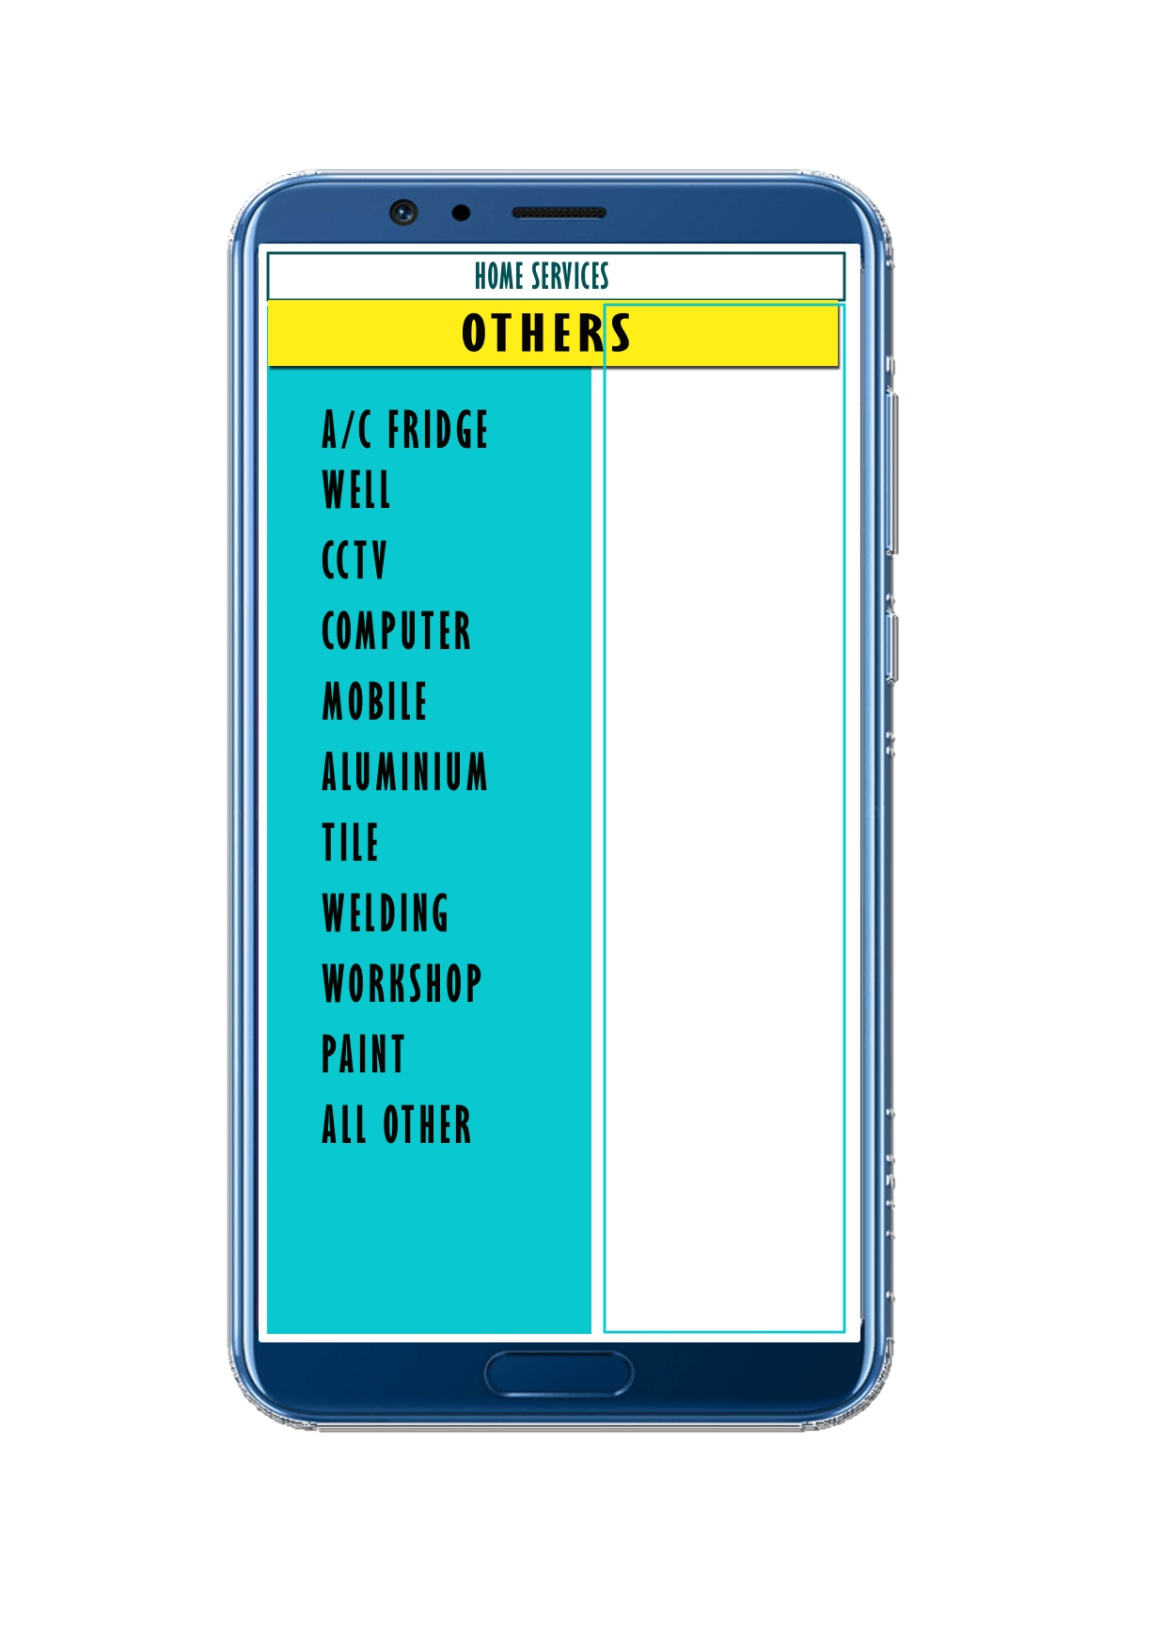 HOME SERVICES
OTHERS
A/C FRIDGE
WELL
CCTV
COMPUTER
MOBILE
ALUMINIUM
TILE
WELDING
WORKSHOP
PAINT
ALL OTHER